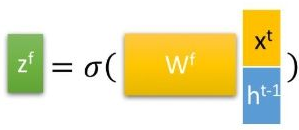 zᶠ = σ( Wᶠ xᵗ )
hᵗ⁻¹